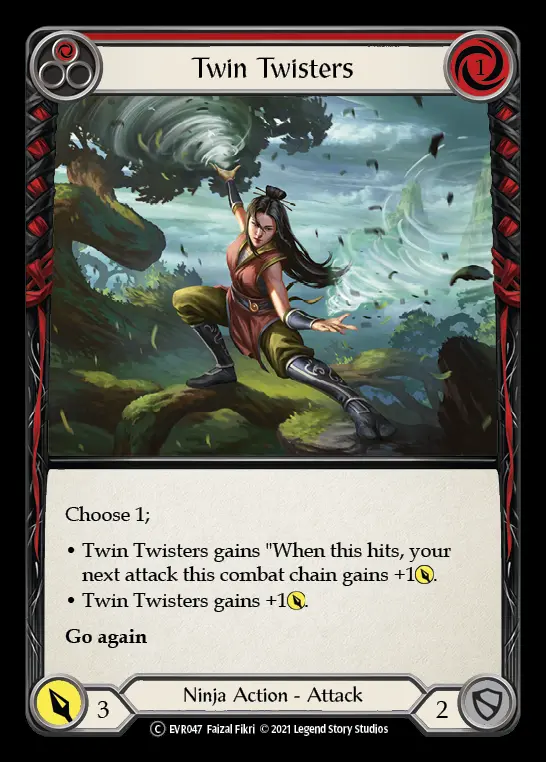 Twin Twisters
1
Choose 1;
• Twin Twisters gains "When this hits, your
next attack this combat chain gains +1.
• Twin Twisters gains +1.
Go again
3
Ninja Action - Attack
2
C EVR047 Faizal Fikri © 2021 Legend Story Studios